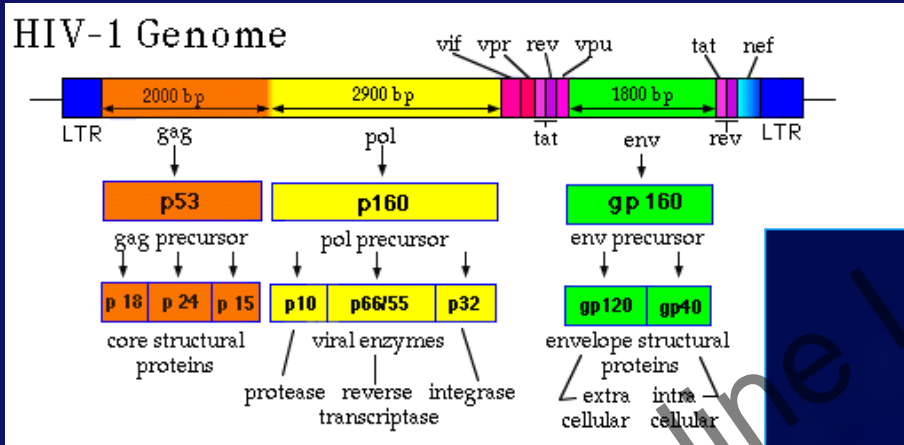 HIV-1 Genome
vif vpr rev vpu tat nef
2000 bp 2900 bp 1800 bp
LTR gag pol tat env rev LTR
p53 p160 gp 160
gag precursor pol precursor env precursor
p 18 p 24 p 15 p10 p66/55 p32 gp120 gp40
core structural proteins
viral enzymes
envelope structural proteins
protease reverse transcriptase integrase
extra cellular intra cellular
line